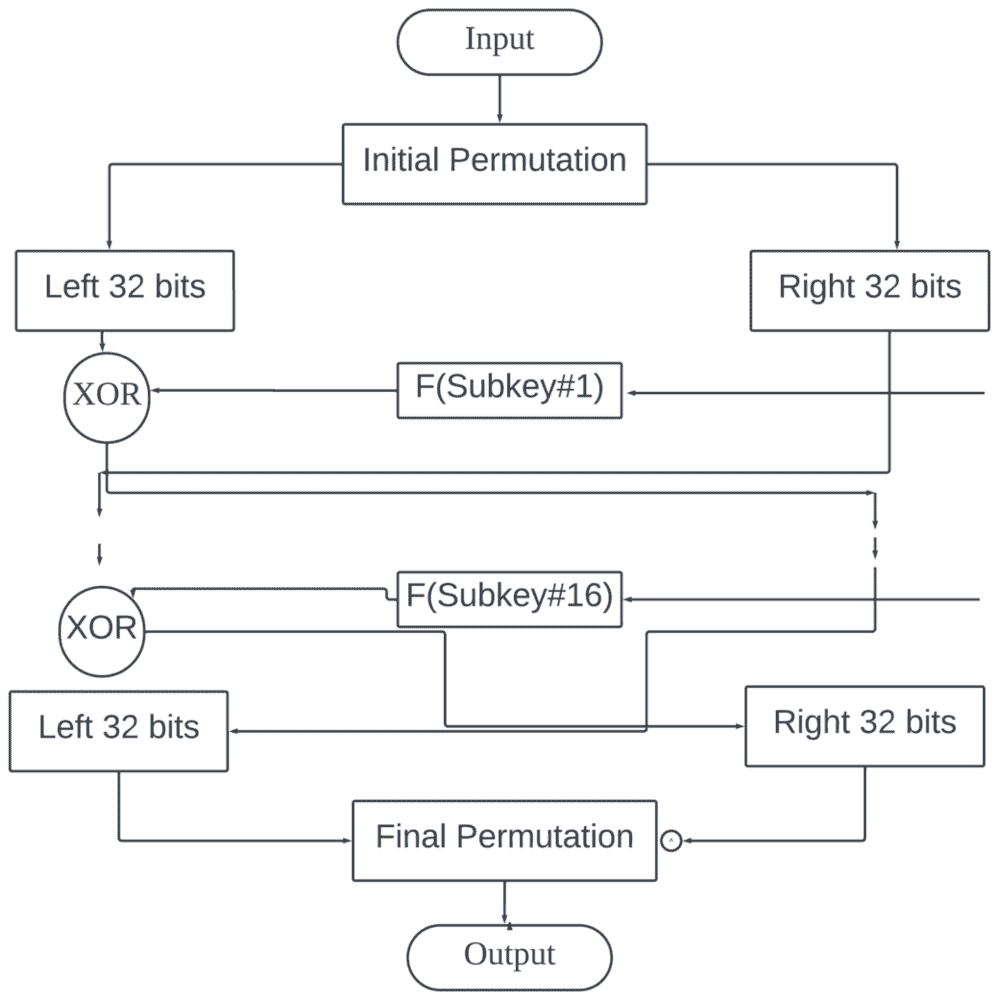 Input
Initial Permutation
Left 32 bits
Right 32 bits
XOR
F(Subkey#1)
F(Subkey#16)
XOR
Left 32 bits
Right 32 bits
Final Permutation
Output